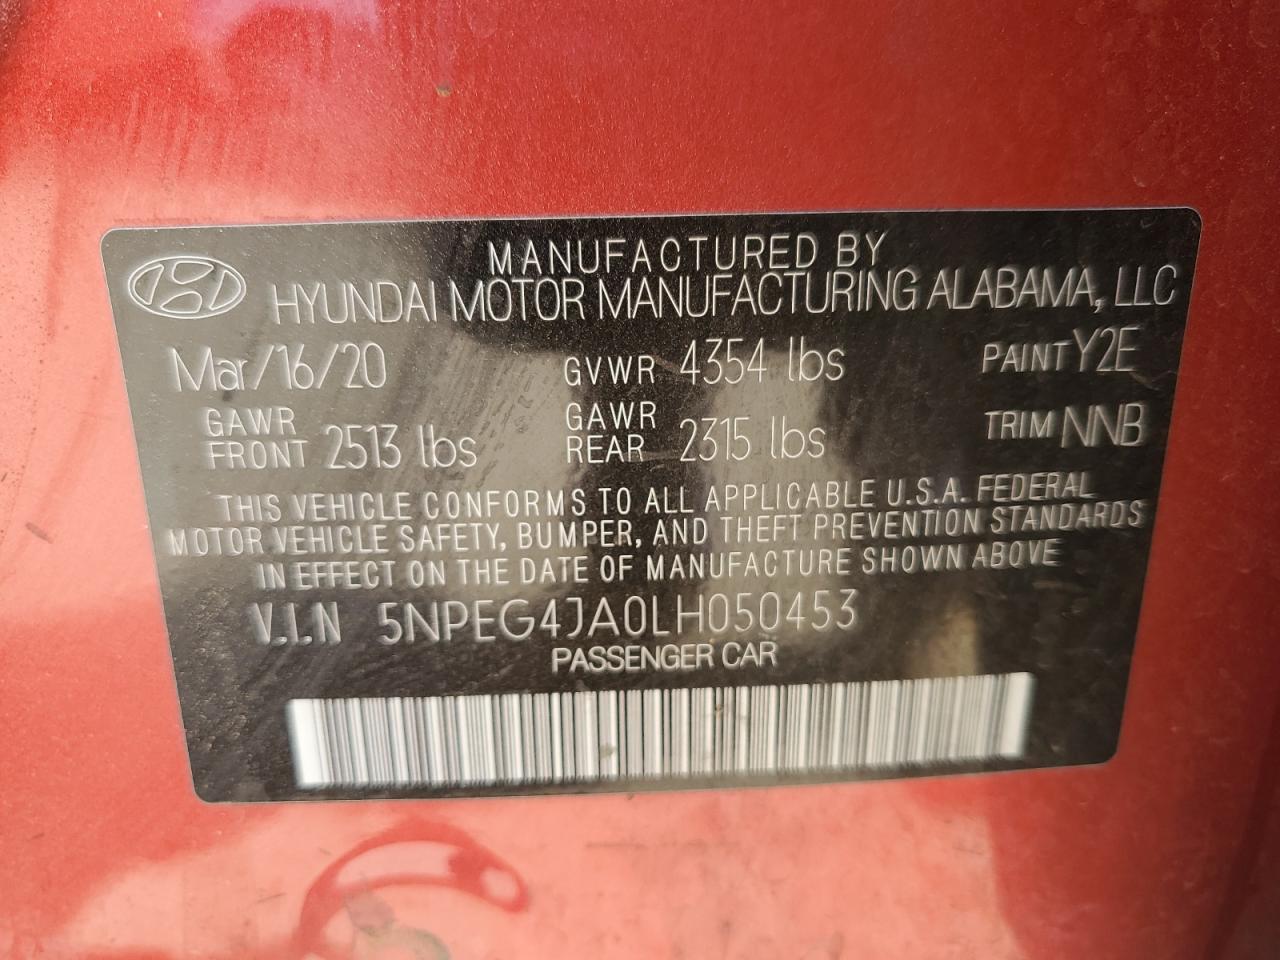 MANUFACTURED BY
HYUNDAI MOTOR MANUFACTURING ALABAMA, LLC
Mar/16/20 GVWR 4354 lbs PAINT Y2E
GAWR FRONT 2513 lbs GAWR REAR 2315 lbs TRIM NNB
THIS VEHICLE CONFORMS TO ALL APPLICABLE U.S.A. FEDERAL
MOTOR VEHICLE SAFETY, BUMPER, AND THEFT PREVENTION STANDARDS
IN EFFECT ON THE DATE OF MANUFACTURE SHOWN ABOVE
V.I.N 5NPEG4JA0LH050453
PASSENGER CAR